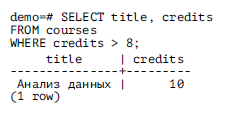 demo=# SELECT title, credits
FROM courses
WHERE credits > 8;
     title     | credits
---------------+---------
 Анализ данных |      10
(1 row)